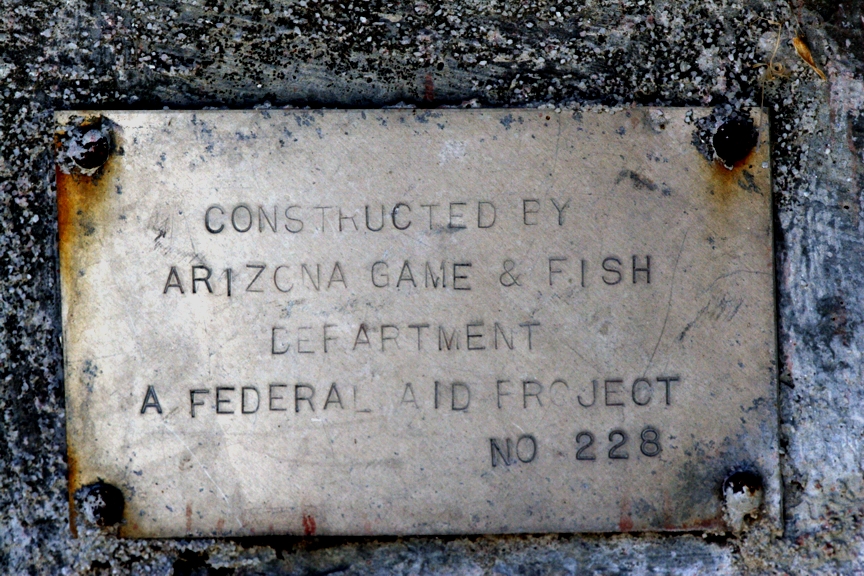 CONSTRUCTED BY
ARIZONA GAME & FISH
DEPARTMENT
A FEDERAL AID PROJECT
NO 228